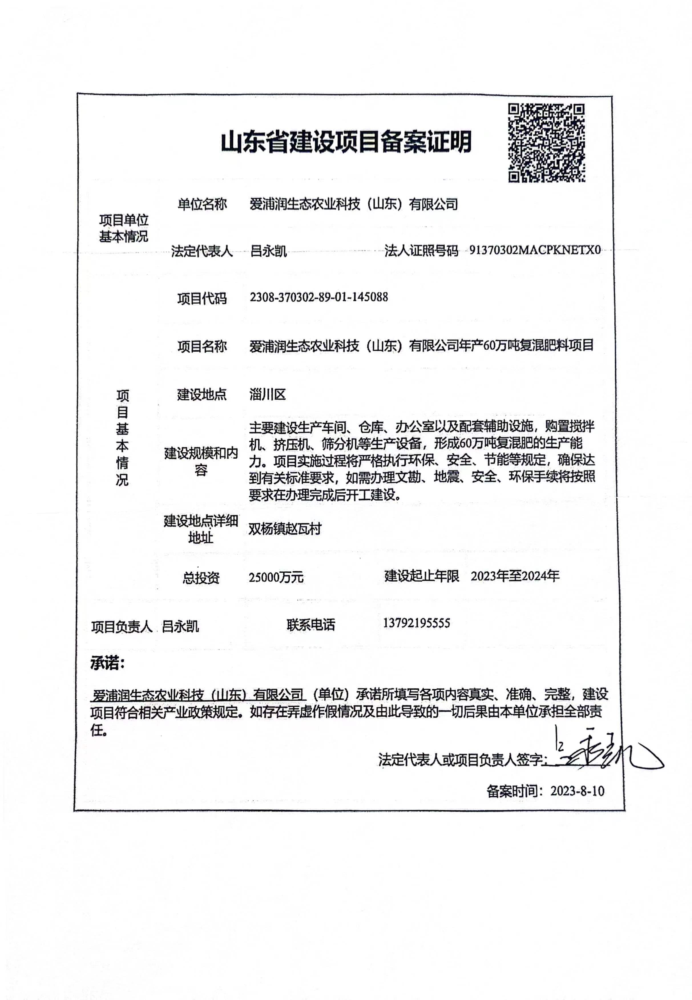 山东省建设项目备案证明
项目单位
基本情况
单位名称 爱浦润生态农业科技（山东）有限公司
法定代表人 吕永凯 法人证照号码 91370302MACPKNETX0
项目基本情况
项目代码 2308-370302-89-01-145088
项目名称 爱浦润生态农业科技（山东）有限公司年产60万吨复混肥料项目
建设地点 淄川区
建设规模和内
容
主要建设生产车间、仓库、办公室以及配套辅助设施，购置搅拌
机、挤压机、筛分机等生产设备，形成60万吨复混肥的生产能
力。项目实施过程将严格执行环保、安全、节能等规定，确保达
到有关标准要求，如需办理文勘、地震、安全、环保手续将按照
要求在办理完成后开工建设。
建设地点详细
地址
双杨镇赵瓦村
总投资 25000万元 建设起止年限 2023年至2024年
项目负责人 吕永凯 联系电话 13792195555
承诺：
爱浦润生态农业科技（山东）有限公司（单位）承诺所填写各项内容真实、准确、完整，建设
项目符合相关产业政策规定。如存在弄虚作假情况及由此导致的一切后果由本单位承担全部责
任。
法定代表人或项目负责人签字：
备案时间：2023-8-10